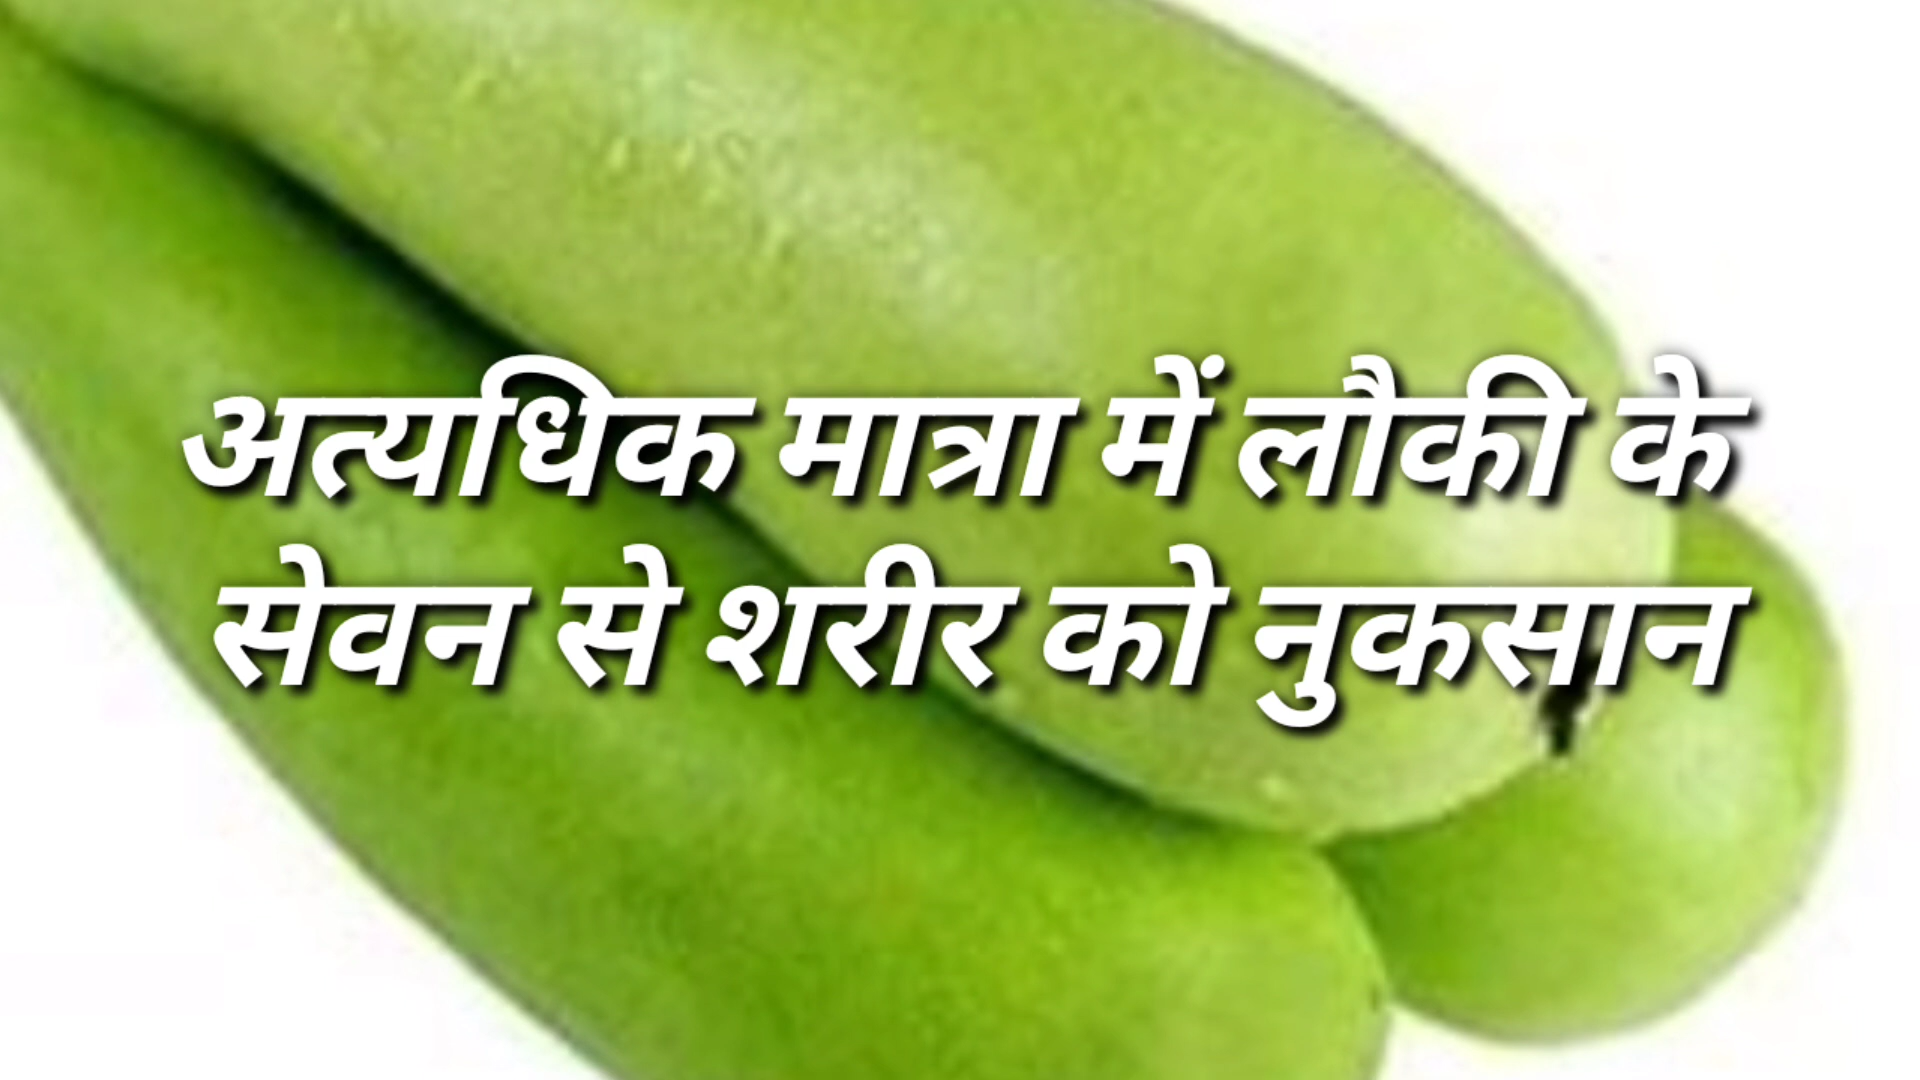 अत्यधिक मात्रा में लौकी के
सेवन से शरीर को नुकसान